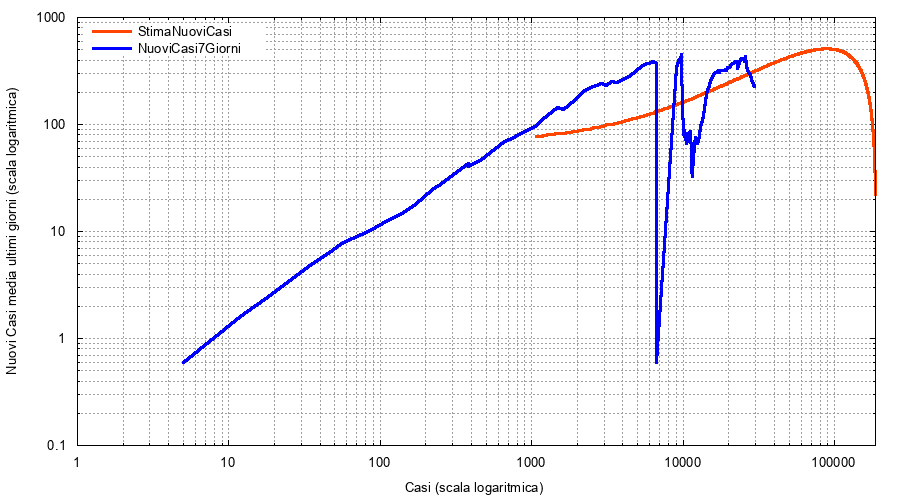 1000
100
10
1
0.1
Nuovi Casi media ultimi giorni (scala logaritmica)
StimaNuoviCasi
NuoviCasi7Giorni
1 10 100 1000 10000 100000
Casi (scala logaritmica)